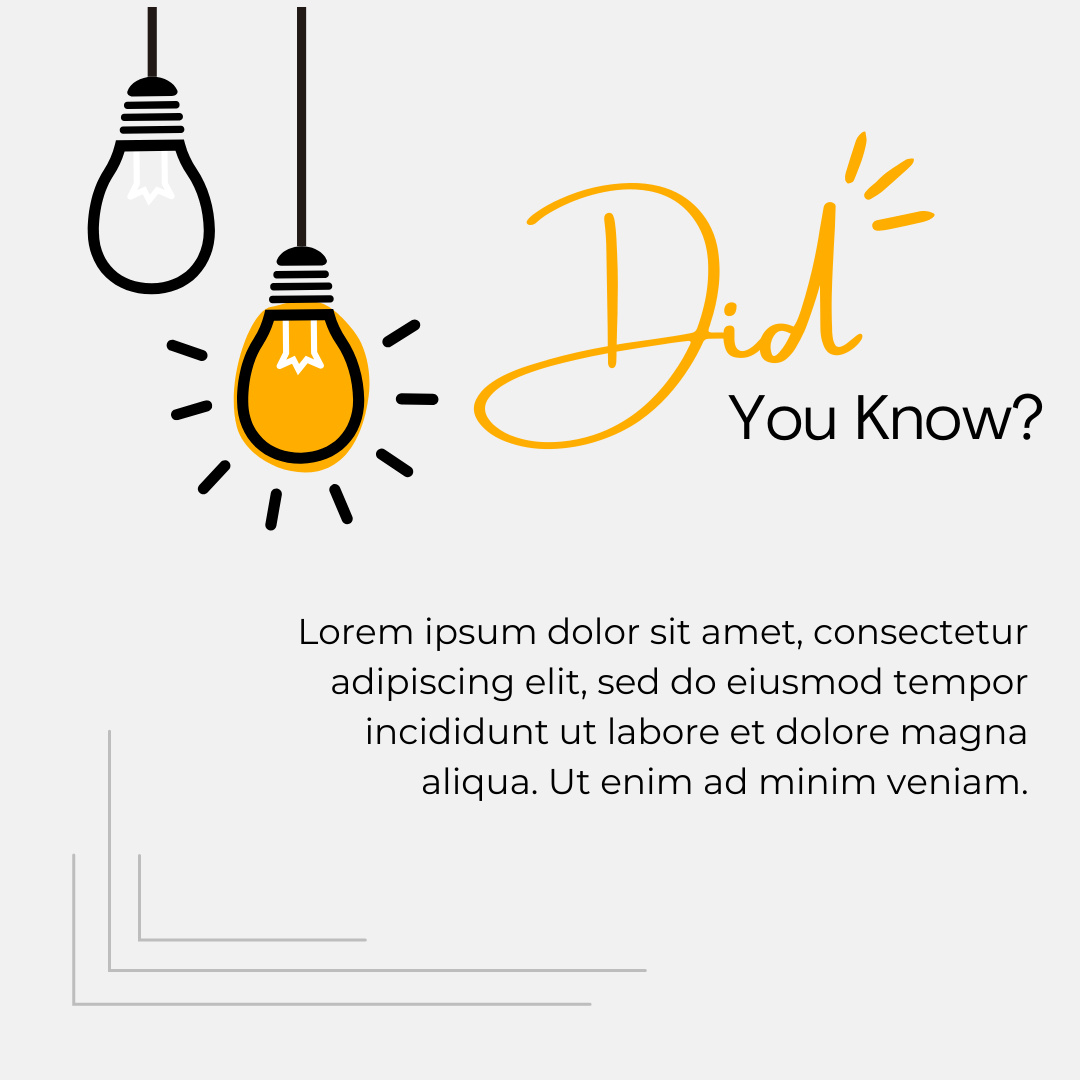 Did
You Know?
Lorem ipsum dolor sit amet, consectetur
adipiscing elit, sed do eiusmod tempor
incididunt ut labore et dolore magna
aliqua. Ut enim ad minim veniam.